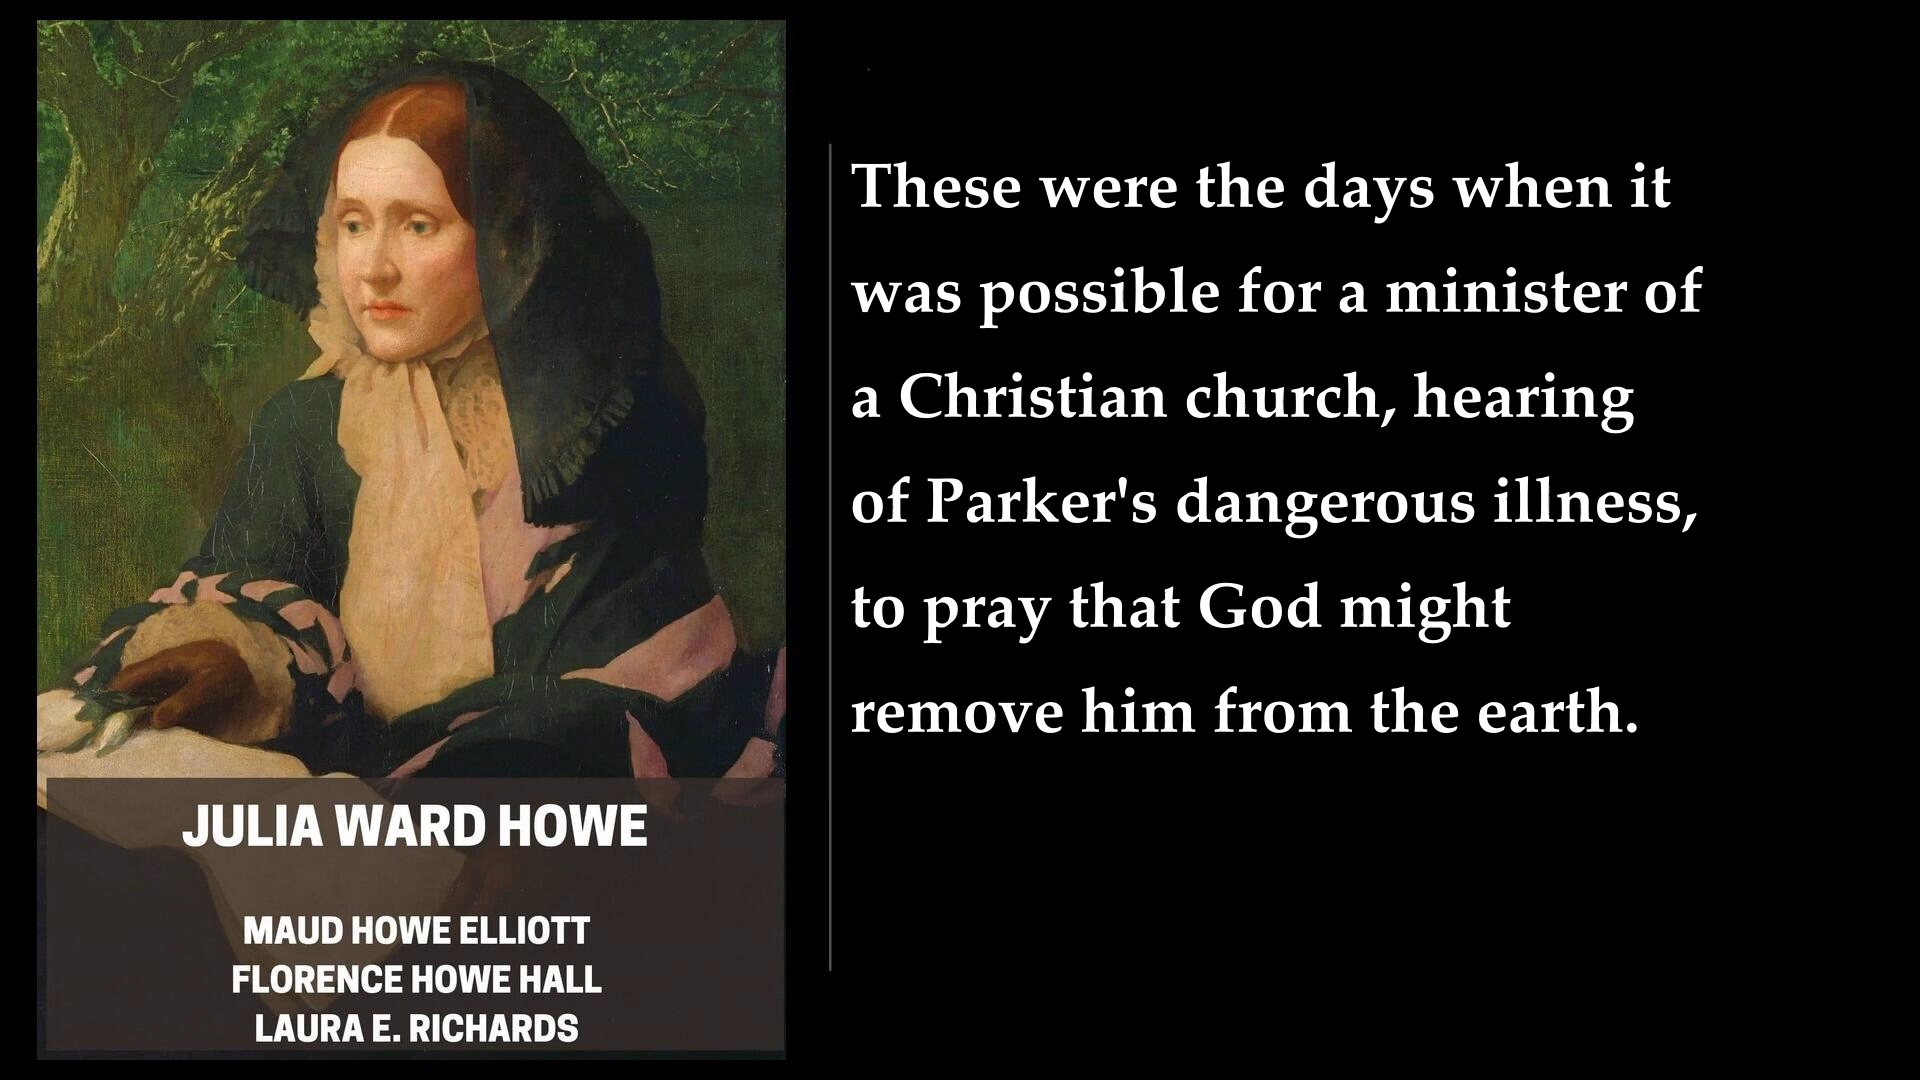 JULIA WARD HOWE
MAUD HOWE ELLIOTT
FLORENCE HOWE HALL
LAURA E. RICHARDS
These were the days when it
was possible for a minister of
a Christian church, hearing
of Parker's dangerous illness,
to pray that God might
remove him from the earth.